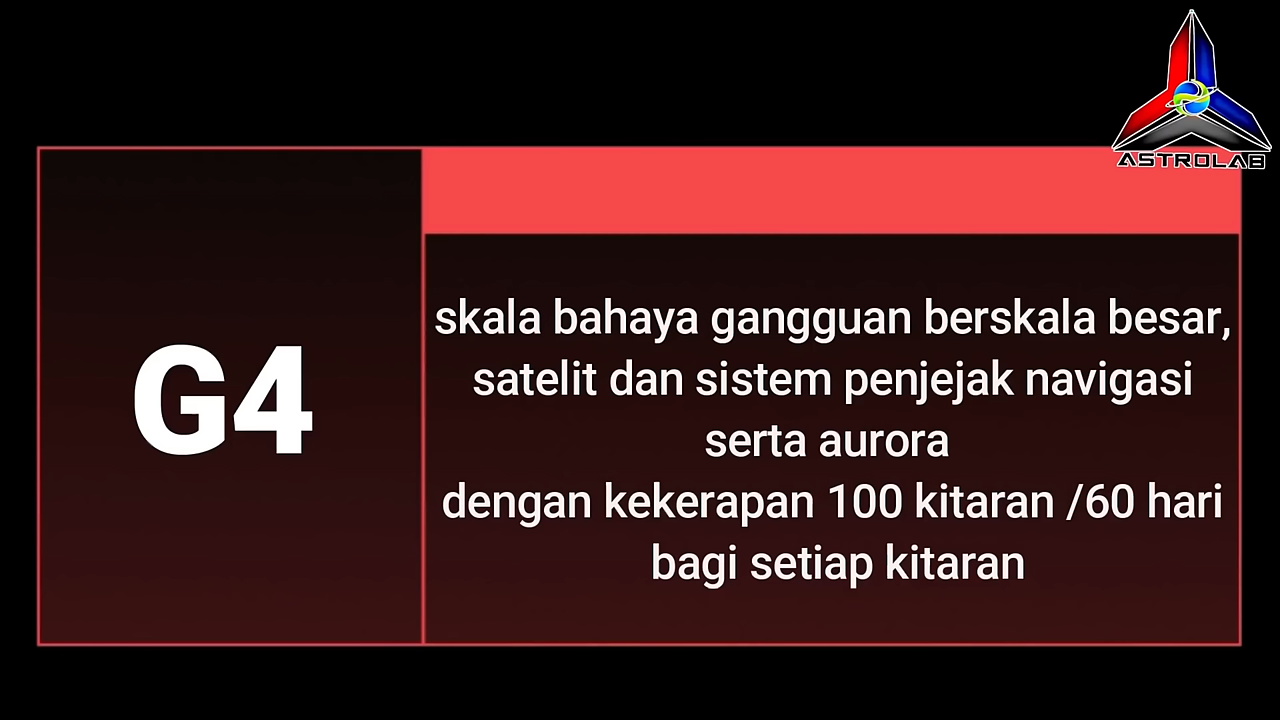 ASTROLAB
G4
skala bahaya gangguan berskala besar,
satelit dan sistem penjejak navigasi
serta aurora
dengan kekerapan 100 kitaran /60 hari
bagi setiap kitaran